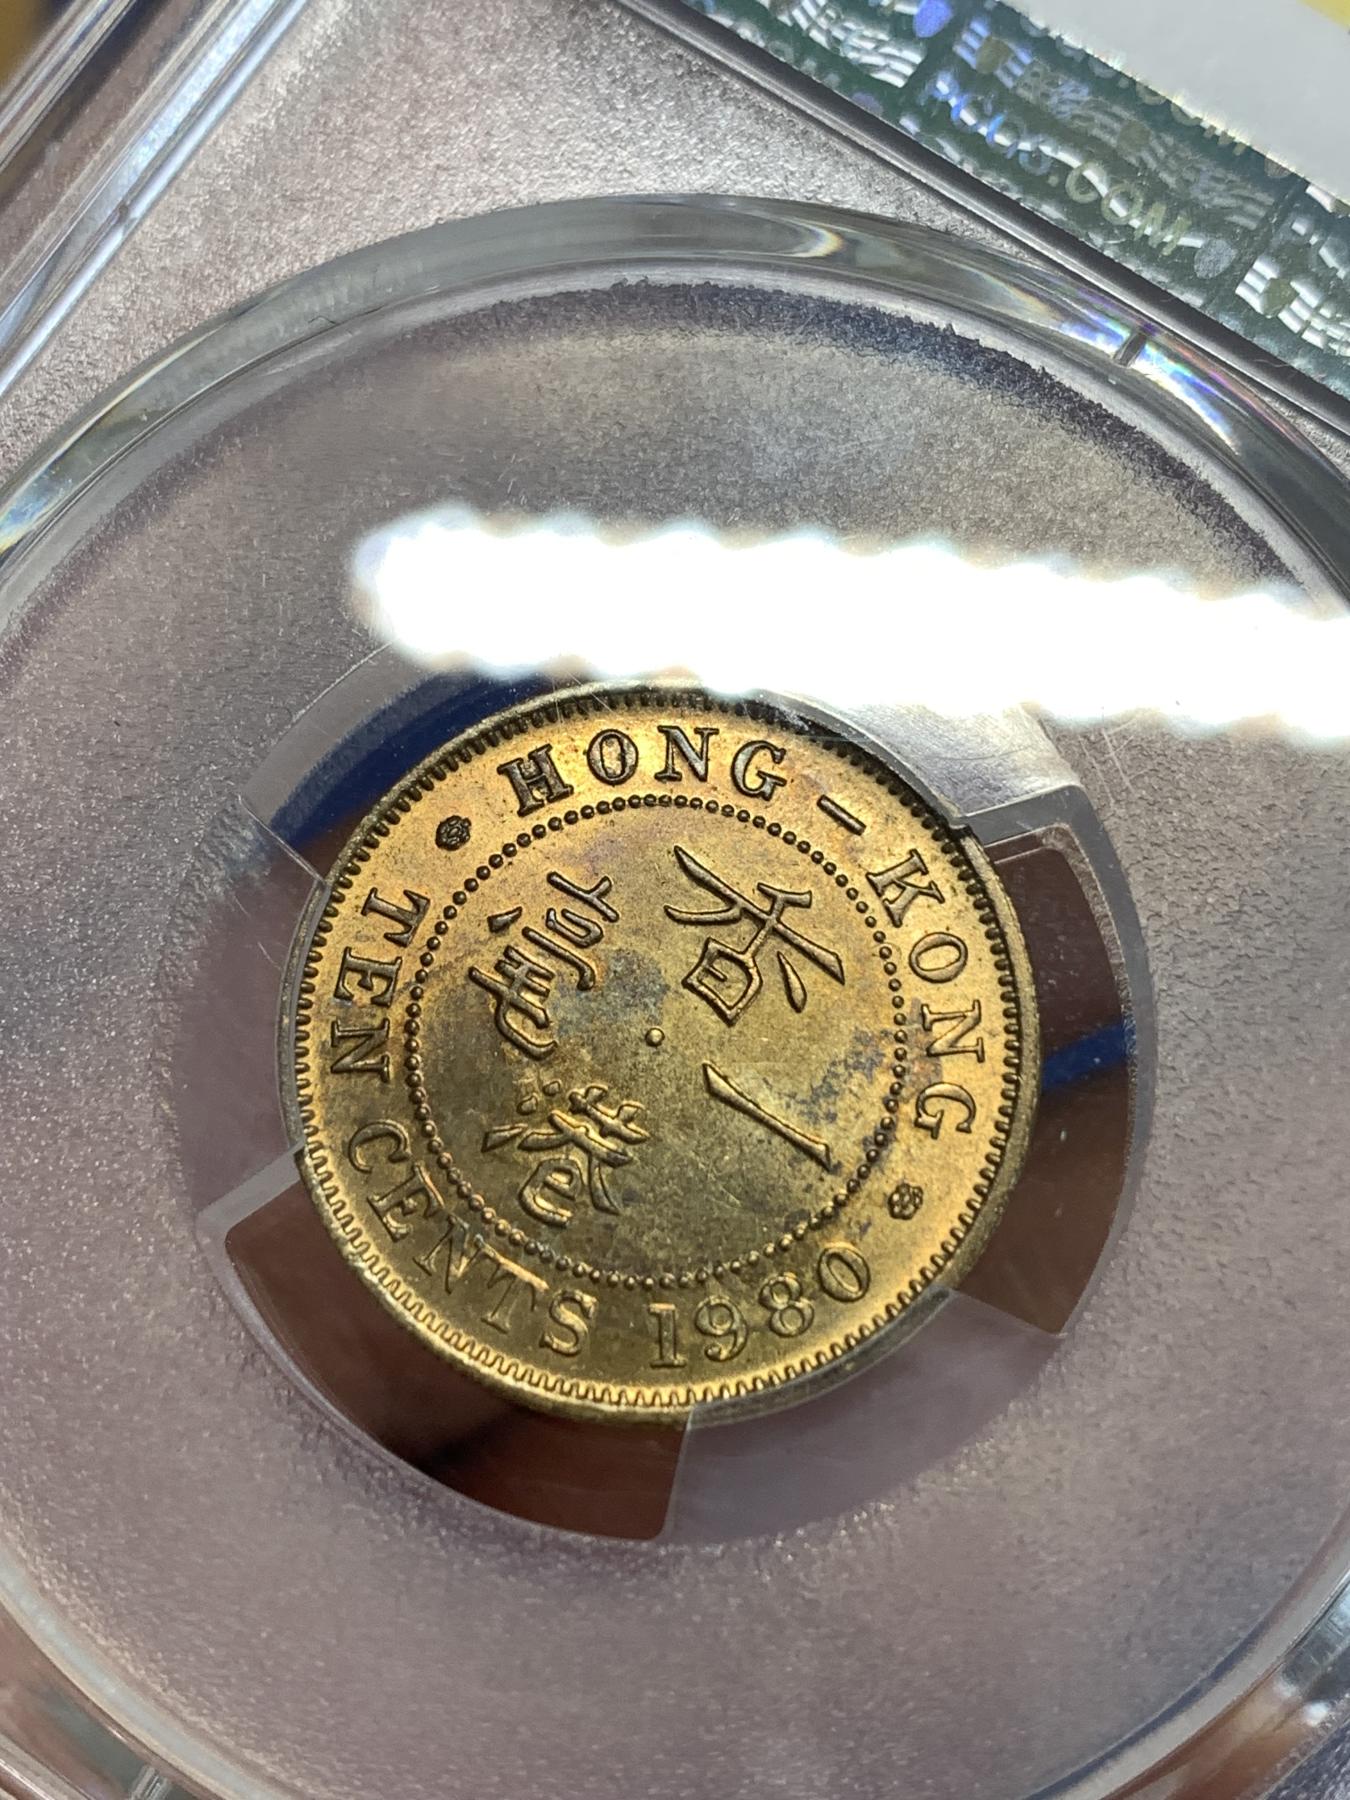 PCGS.COM
HONG - KONG
香港
一毫
TEN CENTS 1980